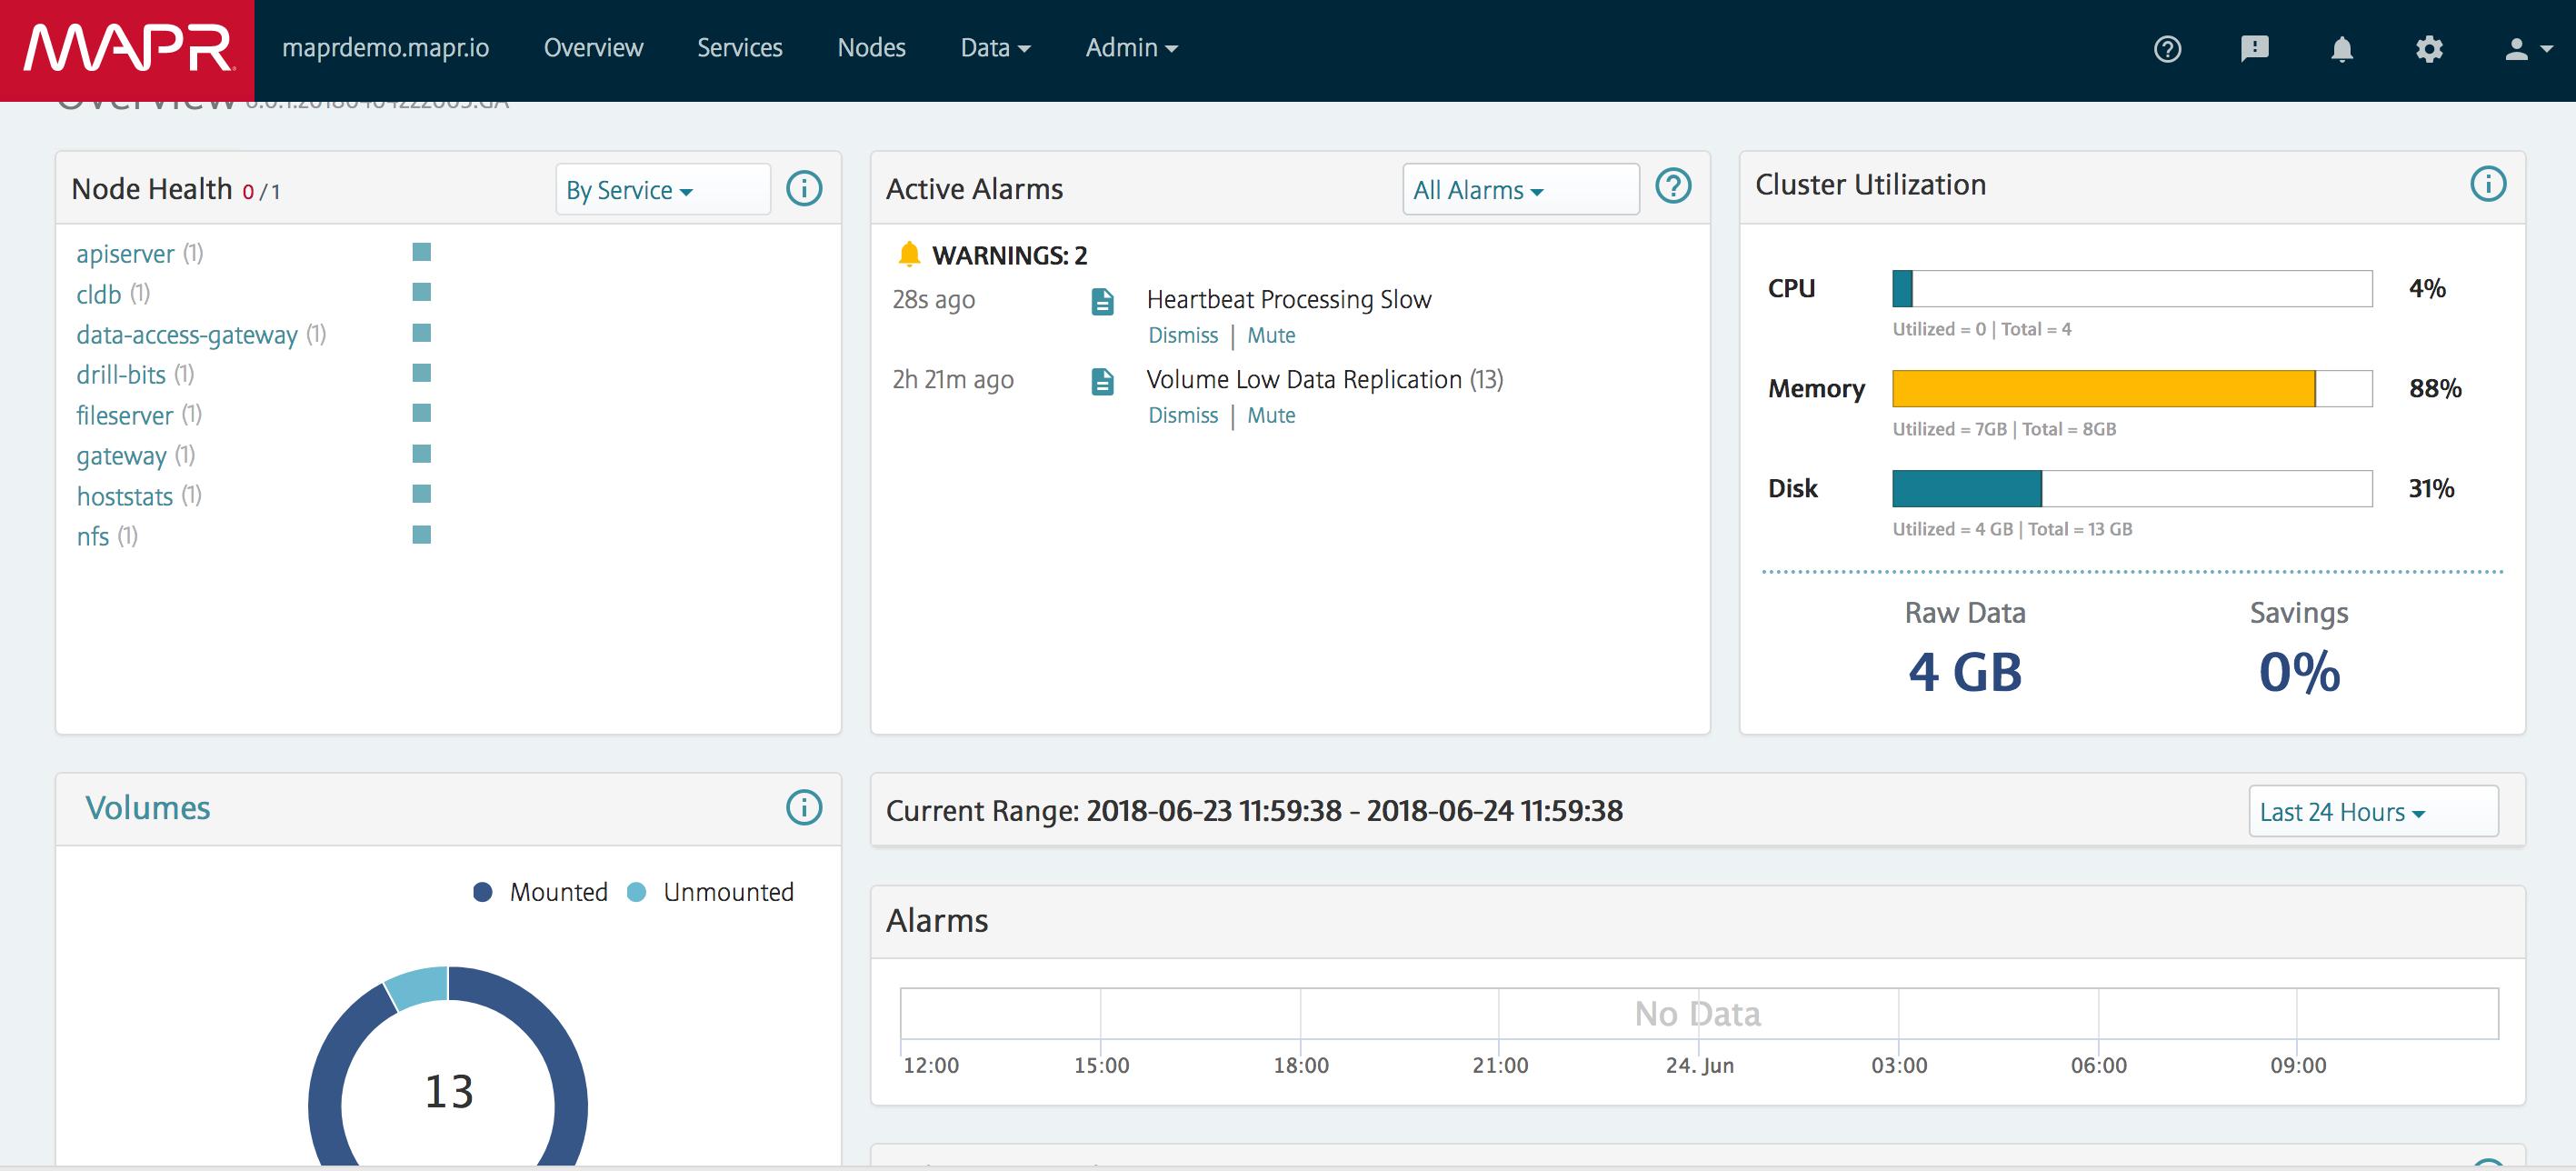 MAPR
maprdemo.mapr.io
Overview
Services
Nodes
Data
Admin
Overview 6.0.1.20180404222005.GA
Node Health 0 / 1
By Service
apiserver (1)
cldb (1)
data-access-gateway (1)
drill-bits (1)
fileserver (1)
gateway (1)
hoststats (1)
nfs (1)
Active Alarms
All Alarms
WARNINGS: 2
28s ago
Heartbeat Processing Slow
Dismiss | Mute
2h 21m ago
Volume Low Data Replication (13)
Dismiss | Mute
Cluster Utilization
CPU
4%
Utilized = 0 | Total = 4
Memory
88%
Utilized = 7GB | Total = 8GB
Disk
31%
Utilized = 4 GB | Total = 13 GB
Raw Data
4 GB
Savings
0%
Volumes
Mounted
Unmounted
13
Current Range: 2018-06-23 11:59:38 - 2018-06-24 11:59:38
Last 24 Hours
Alarms
No Data
12:00
15:00
18:00
21:00
24. Jun
03:00
06:00
09:00